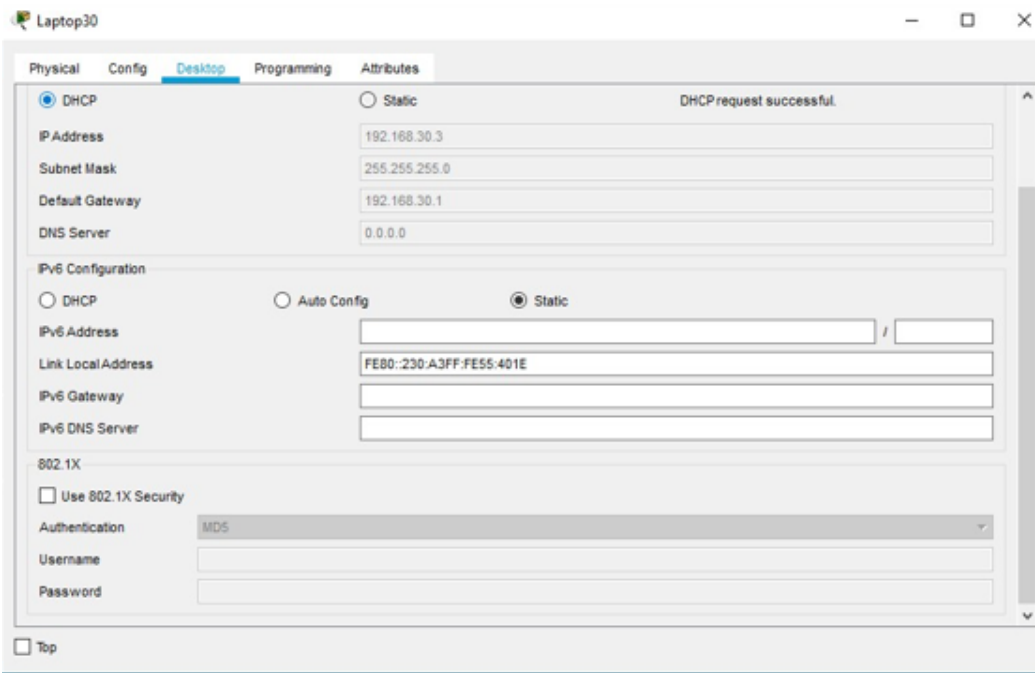 Laptop30
Physical Config Desktop Programming Attributes
DHCP Static DHCP request successful.
IP Address 192.168.30.3
Subnet Mask 255.255.255.0
Default Gateway 192.168.30.1
DNS Server 0.0.0.0
IPv6 Configuration
DHCP Auto Config Static
IPv6 Address /
Link Local Address FE80::230:A3FF:FE55:401E
IPv6 Gateway
IPv6 DNS Server
802.1X
Use 802.1X Security
Authentication MD5
Username
Password
Top